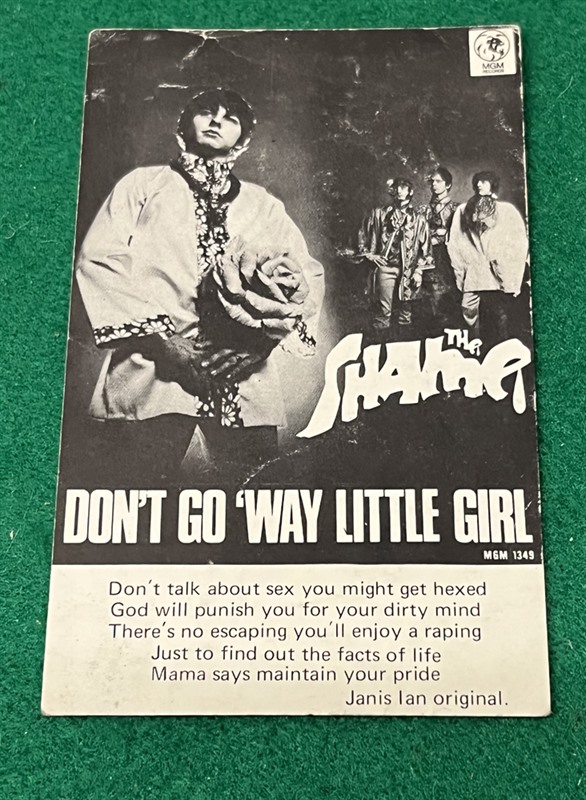 MGM
RECORDS
THE
SHAME
DON'T GO 'WAY LITTLE GIRL
MGM 1349
Don't talk about sex you might get hexed
God will punish you for your dirty mind
There's no escaping you'll enjoy a raping
Just to find out the facts of life
Mama says maintain your pride
Janis Ian original.